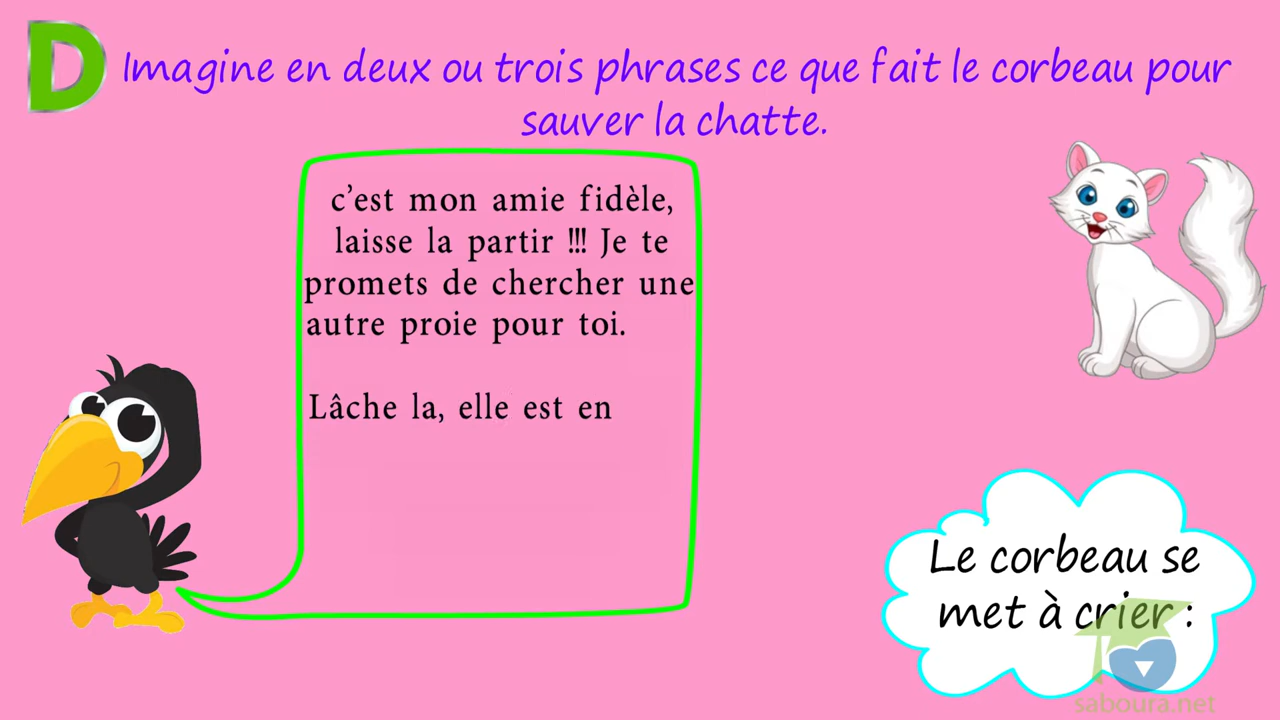 D
Imagine en deux ou trois phrases ce que fait le corbeau pour
sauver la chatte.
c’est mon amie fidèle,
laisse la partir !!! Je te
promets de chercher une
autre proie pour toi.
Lâche la, elle est en
Le corbeau se
met à crier :
saboura.net